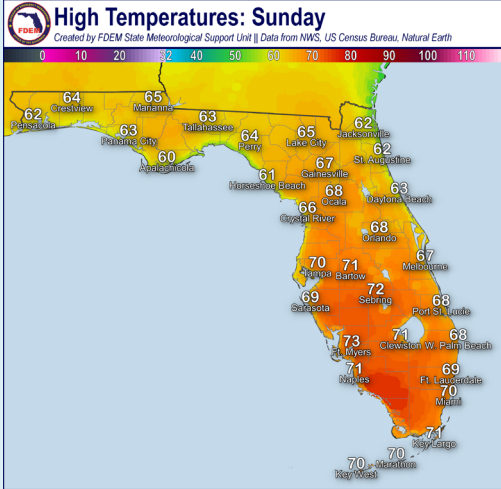 High Temperatures: Sunday
Created by FDEM State Meteorological Support Unit || Data from NWS, US Census Bureau, Natural Earth
FDEM
0 10 20 32 40 50 60 70 80 90 100 110
64
Crestview
65
Marianna
62
Pensacola
63
Panama City
63
Tallahassee
60
Apalachicola
64
Perry
65
Lake City
62
Jacksonville
62
St. Augustine
61
Horseshoe Beach
67
Gainesville
68
Ocala
63
Daytona Beach
66
Crystal River
68
Orlando
67
Melbourne
70
Tampa
71
Bartow
72
Sebring
69
Sarasota
68
Port St. Lucie
73
Ft. Myers
71
Clewiston
68
W. Palm Beach
71
Naples
69
Ft. Lauderdale
70
Miami
71
Key Largo
70
Marathon
70
Key West